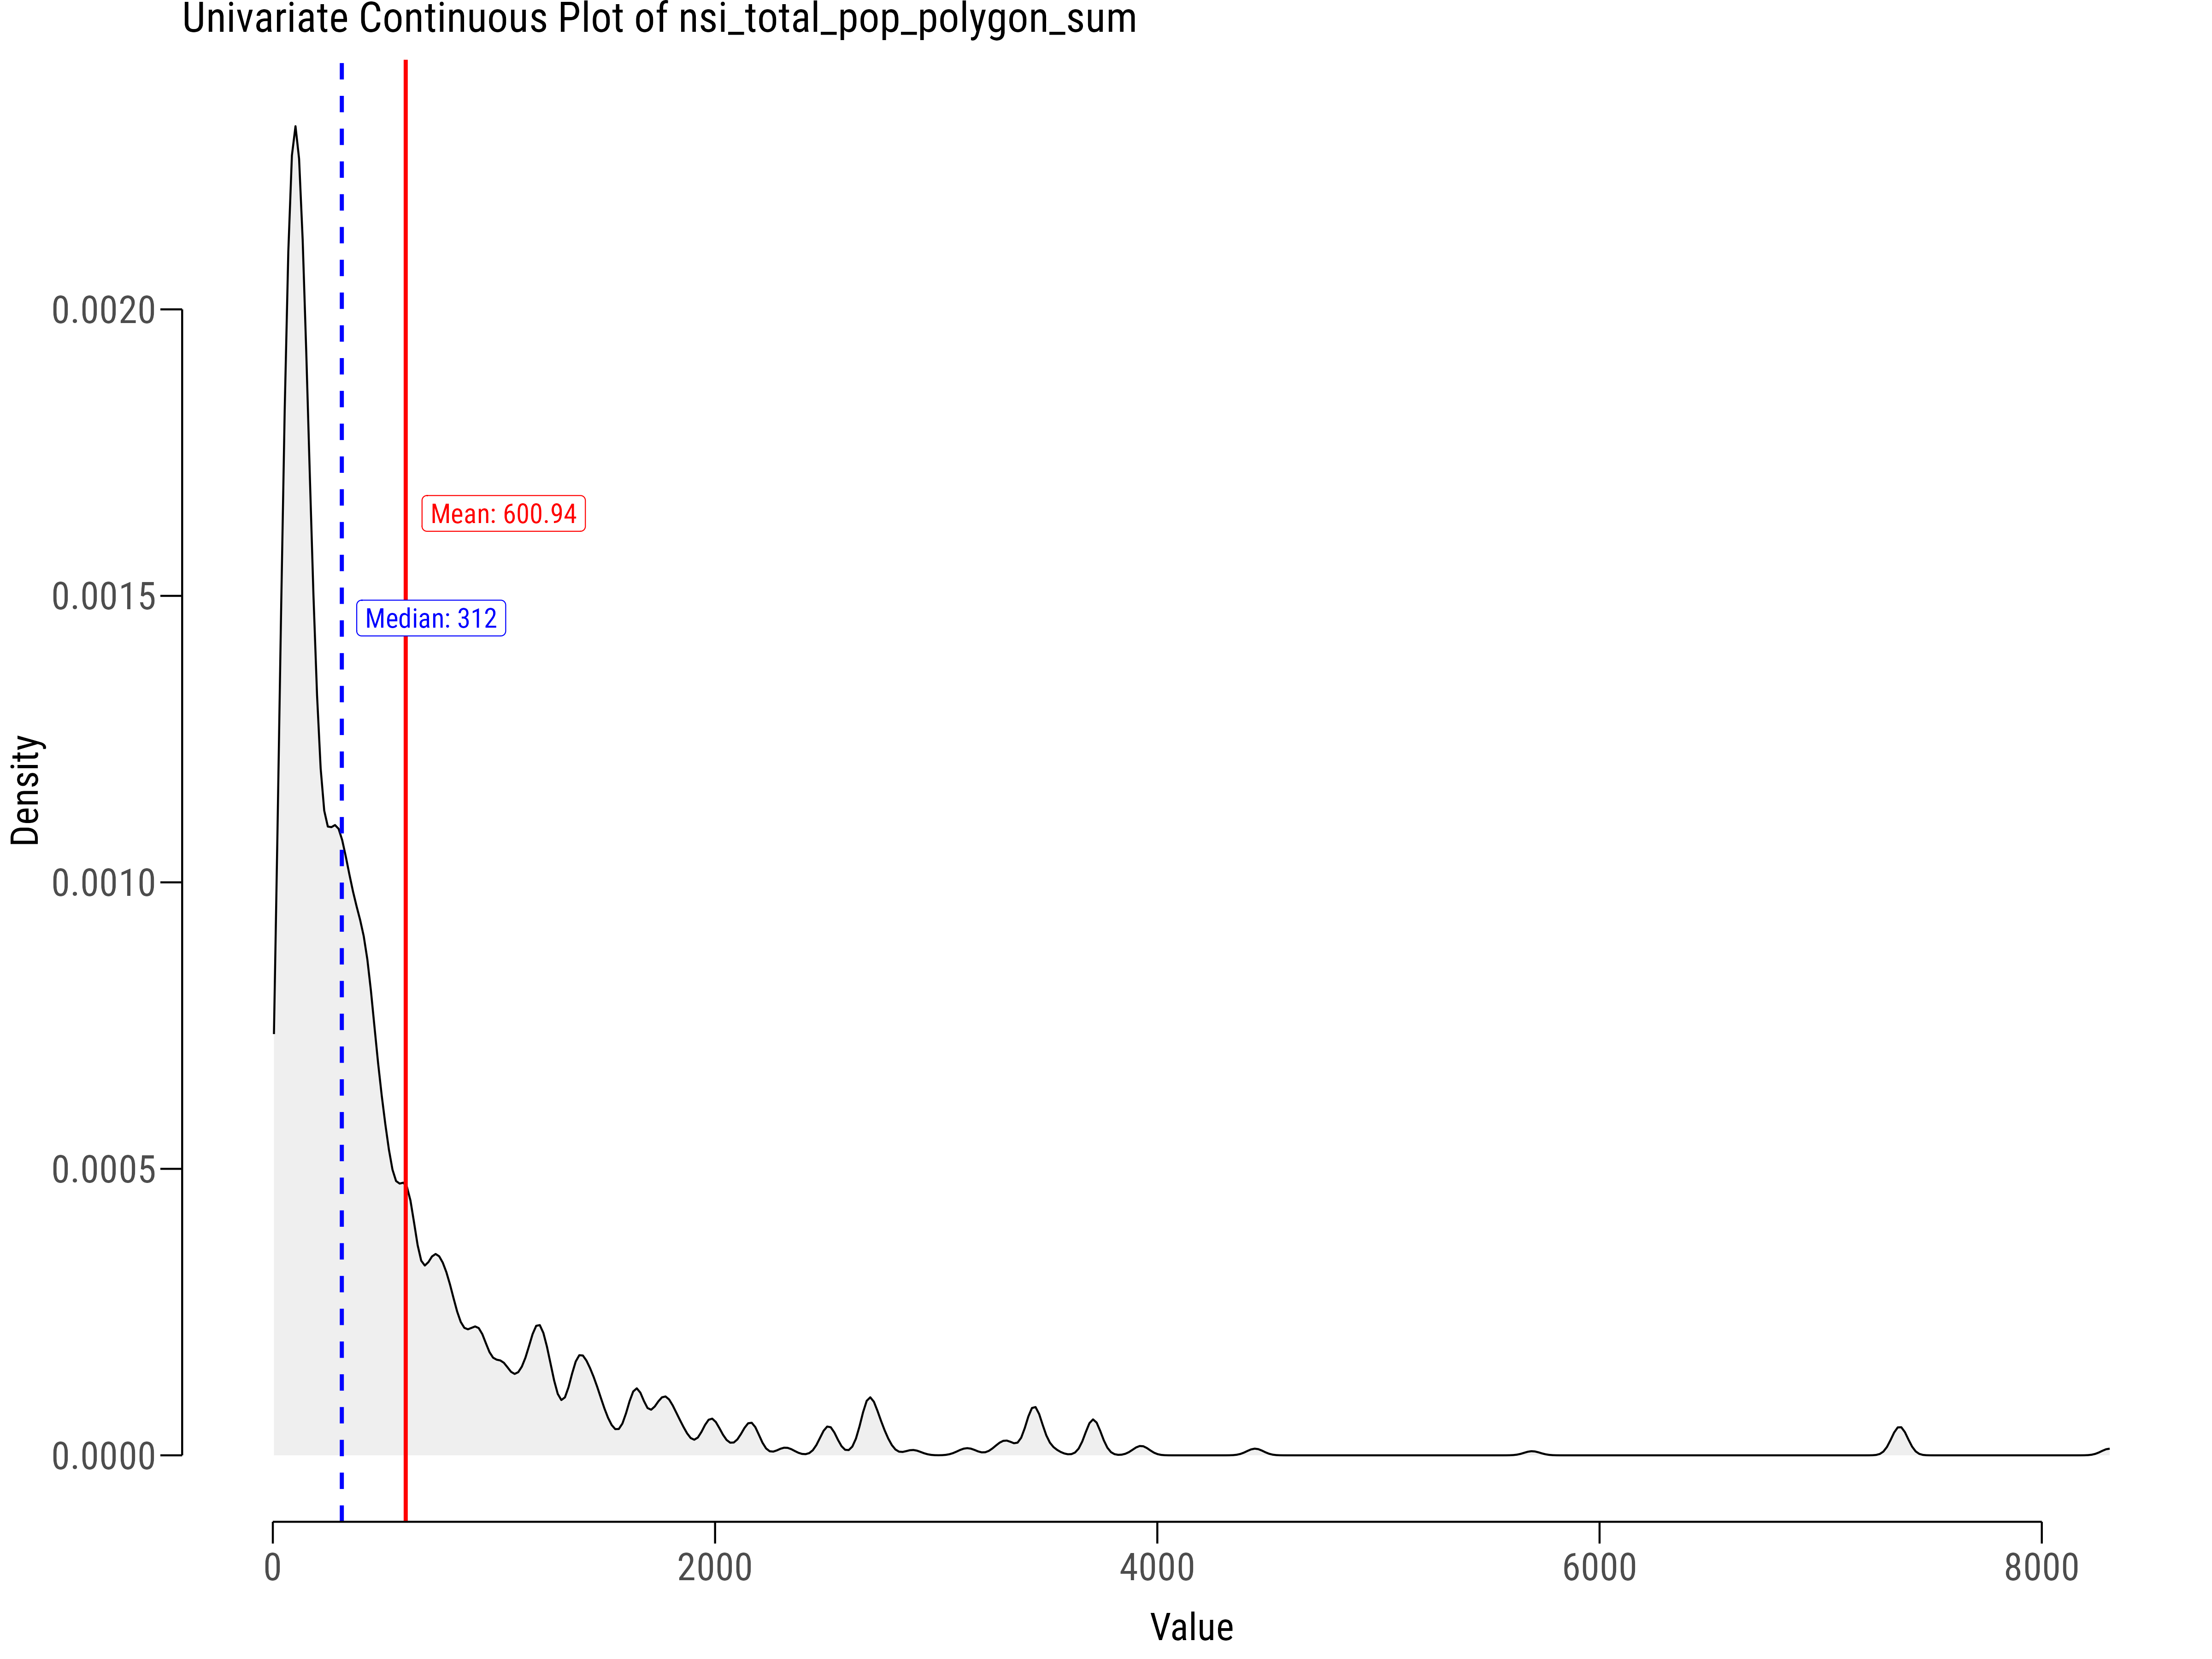 Univariate Continuous Plot of nsi_total_pop_polygon_sum
0.0020
Mean: 600.94
0.0015
Median: 312
Density
0.0010
0.0005
0.0000
0 2000 4000 6000 8000
Value